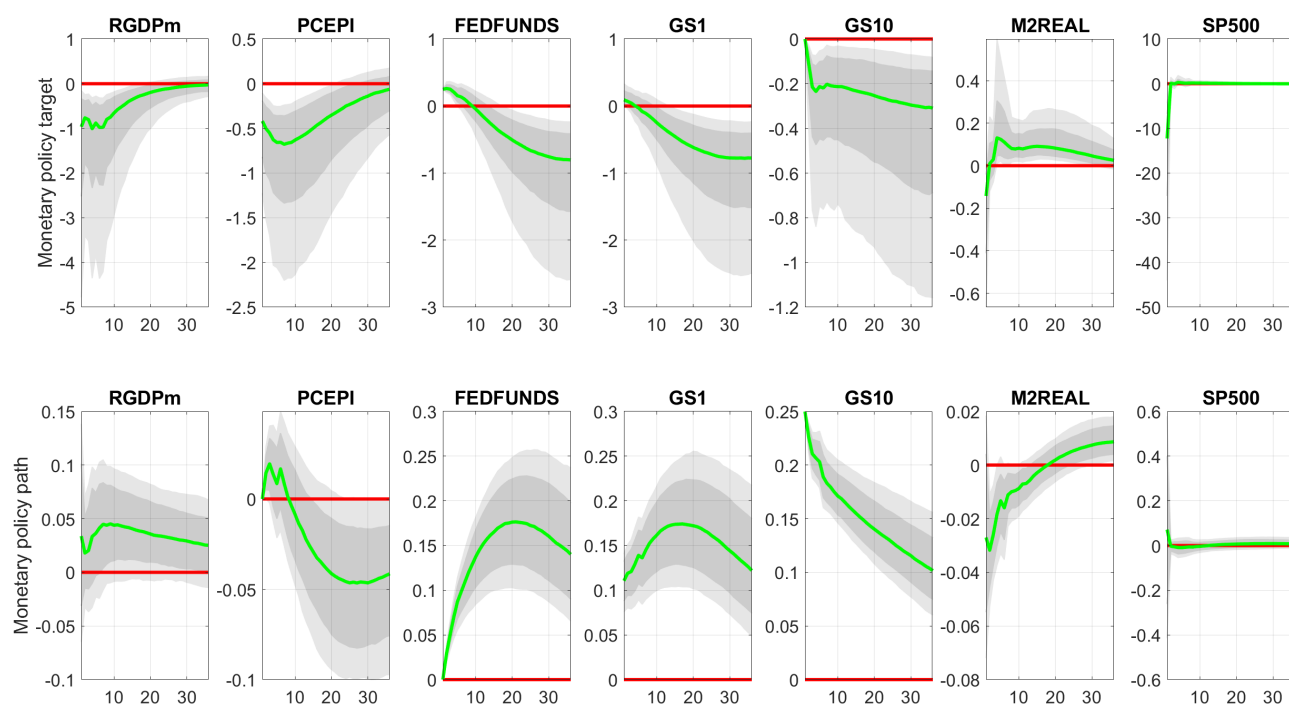 RGDPm PCEPI FEDFUNDS GS1 GS10 M2REAL SP500
Monetary policy target
1 0 -1 -2 -3 -4 -5
0.5 0 -0.5 -1 -1.5 -2 -2.5
1 0 -1 -2 -3
1 0 -1 -2 -3
0 -0.2 -0.4 -0.6 -0.8 -1 -1.2
0.4 0.2 0 -0.2 -0.4 -0.6
10 0 -10 -20 -30 -40 -50
10 20 30 10 20 30 10 20 30 10 20 30 10 20 30 10 20 30 10 20 30
RGDPm PCEPI FEDFUNDS GS1 GS10 M2REAL SP500
Monetary policy path
0.15 0.1 0.05 0 -0.05 -0.1
0 -0.05 -0.1
0.3 0.25 0.2 0.15 0.1 0.05 0
0.3 0.25 0.2 0.15 0.1 0.05 0
0.25 0.2 0.15 0.1 0.05 0
0.02 0 -0.02 -0.04 -0.06 -0.08
0.6 0.4 0.2 0 -0.2 -0.4 -0.6
10 20 30 10 20 30 10 20 30 10 20 30 10 20 30 10 20 30 10 20 30